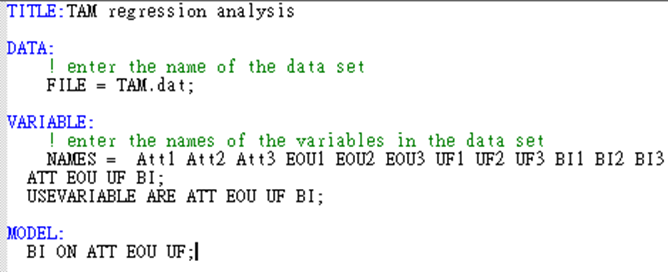 TITLE:TAM regression analysis
DATA:
! enter the name of the data set
FILE = TAM.dat;
VARIABLE:
! enter the names of the variables in the data set
NAMES = Att1 Att2 Att3 EOU1 EOU2 EOU3 UF1 UF2 UF3 BI1 BI2 BI3
ATT EOU UF BI;
USEVARIABLE ARE ATT EOU UF BI;
MODEL:
BI ON ATT EOU UF;